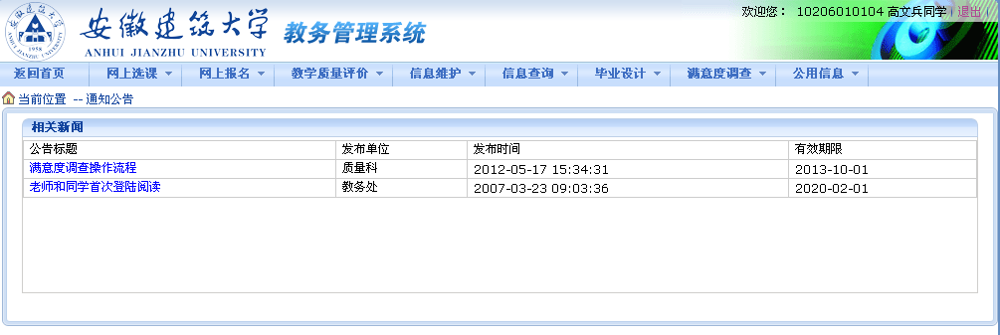 欢迎您： 10206010104 高文兵同学 退出
安徽建筑大学
ANHUI JIANZHU UNIVERSITY
教务管理系统
ANHUI JIANZHU UNIVERSITY
1958
返回首页 网上选课 网上报名 教学质量评价 信息维护 信息查询 毕业设计 满意度调查 公用信息
当前位置 -- 通知公告
相关新闻
公告标题 发布单位 发布时间 有效期限
满意度调查操作流程 质量科 2012-05-17 15:34:31 2013-10-01
老师和同学首次登陆阅读 教务处 2007-03-23 09:03:36 2020-02-01